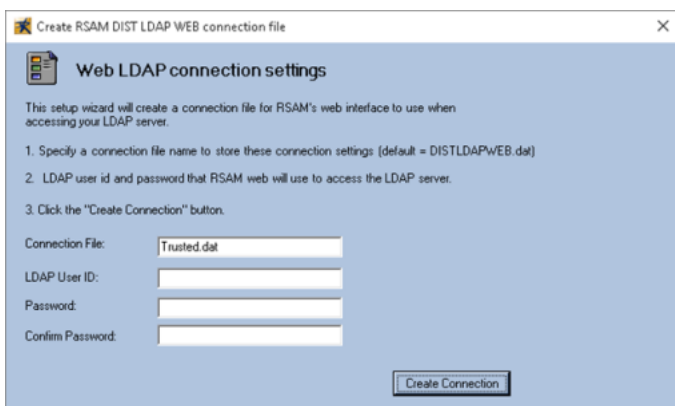 Create RSAM DIST LDAP WEB connection file
Web LDAP connection settings
This setup wizard will create a connection file for RSAM's web interface to use when
accessing your LDAP server.
1. Specify a connection file name to store these connection settings (default = DISTLDAPWEB.dat)
2. LDAP user id and password that RSAM web will use to access the LDAP server.
3. Click the "Create Connection" button.
Connection File: Trusted.dat
LDAP User ID:
Password:
Confirm Password:
Create Connection